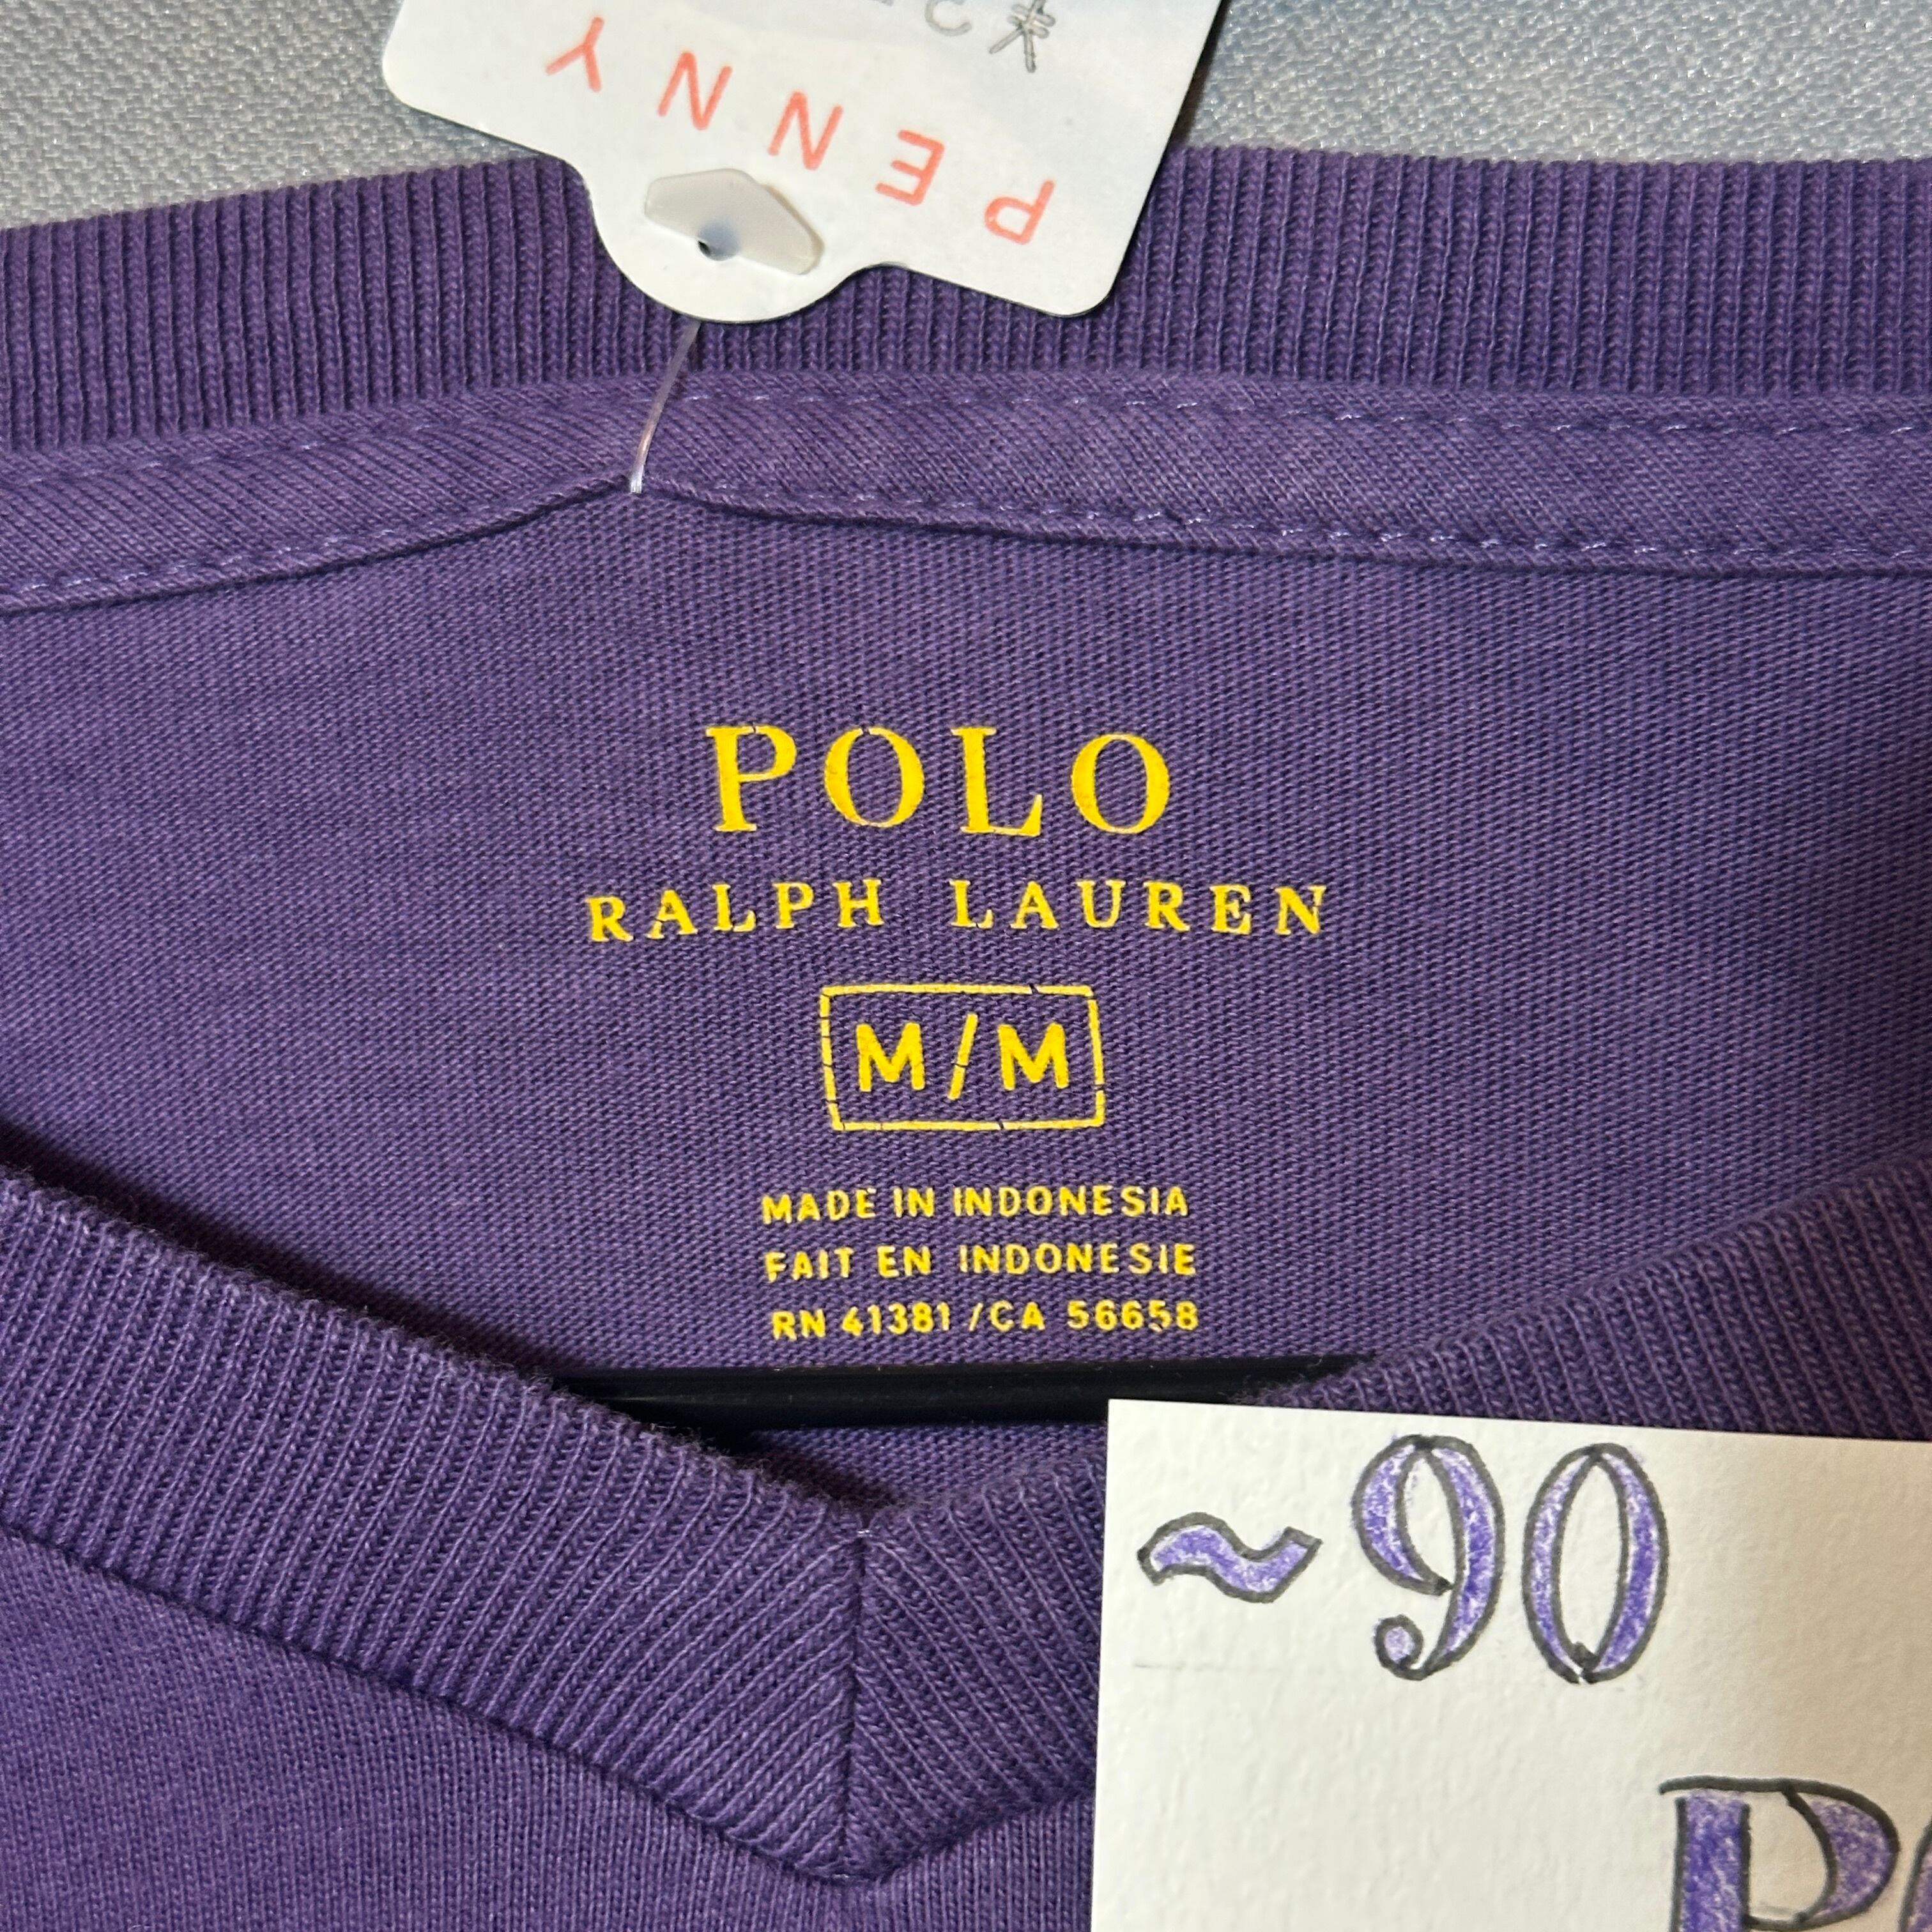 PENNY
POLO
RALPH LAUREN
M/M
MADE IN INDONESIA
FAIT EN INDONESIE
RN 41381 /CA 56658
~90